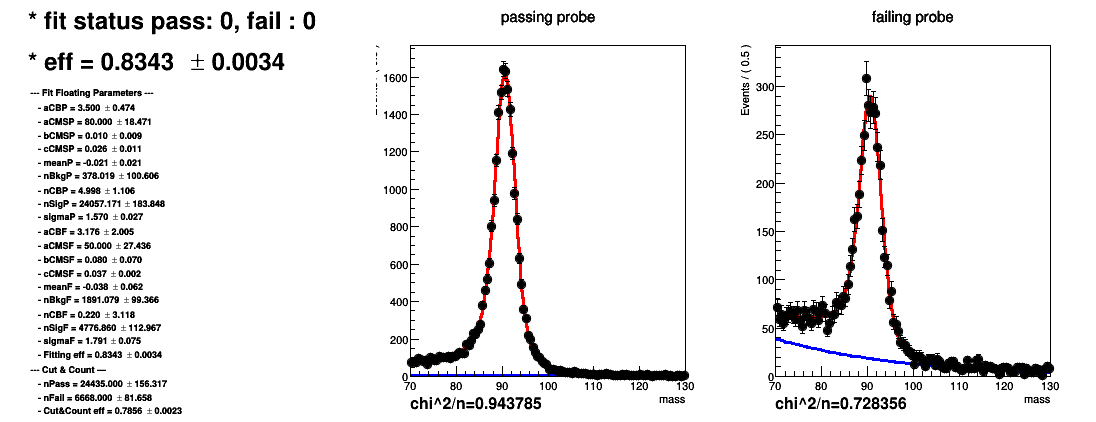 * fit status pass: 0, fail : 0
* eff = 0.8343 ± 0.0034
--- Fit Floating Parameters ---
- aCBP = 3.500 ± 0.474
- aCMSP = 80.000 ± 18.471
- bCMSP = 0.010 ± 0.009
- cCMSP = 0.026 ± 0.011
- meanP = -0.021 ± 0.021
- nBkgP = 378.019 ± 100.606
- nCBP = 4.998 ± 1.106
- nSigP = 24057.171 ± 183.848
- sigmaP = 1.570 ± 0.027
- aCBF = 3.176 ± 2.005
- aCMSF = 50.000 ± 27.436
- bCMSF = 0.080 ± 0.070
- cCMSF = 0.037 ± 0.002
- meanF = -0.038 ± 0.062
- nBkgF = 1891.079 ± 99.366
- nCBF = 0.220 ± 3.118
- nSigF = 4776.860 ± 112.967
- sigmaF = 1.791 ± 0.075
- Fitting eff = 0.8343 ± 0.0034
--- Cut & Count ---
- nPass = 24435.000 ± 156.317
- nFail = 6668.000 ± 81.658
- Cut&Count eff = 0.7856 ± 0.0023
passing probe
1600
1400
1200
1000
800
600
400
200
0
70 80 90 100 110 120 130
mass
chi^2/n=0.943785
failing probe
Events / ( 0.5 )
300
250
200
150
100
50
0
70 80 90 100 110 120 130
mass
chi^2/n=0.728356